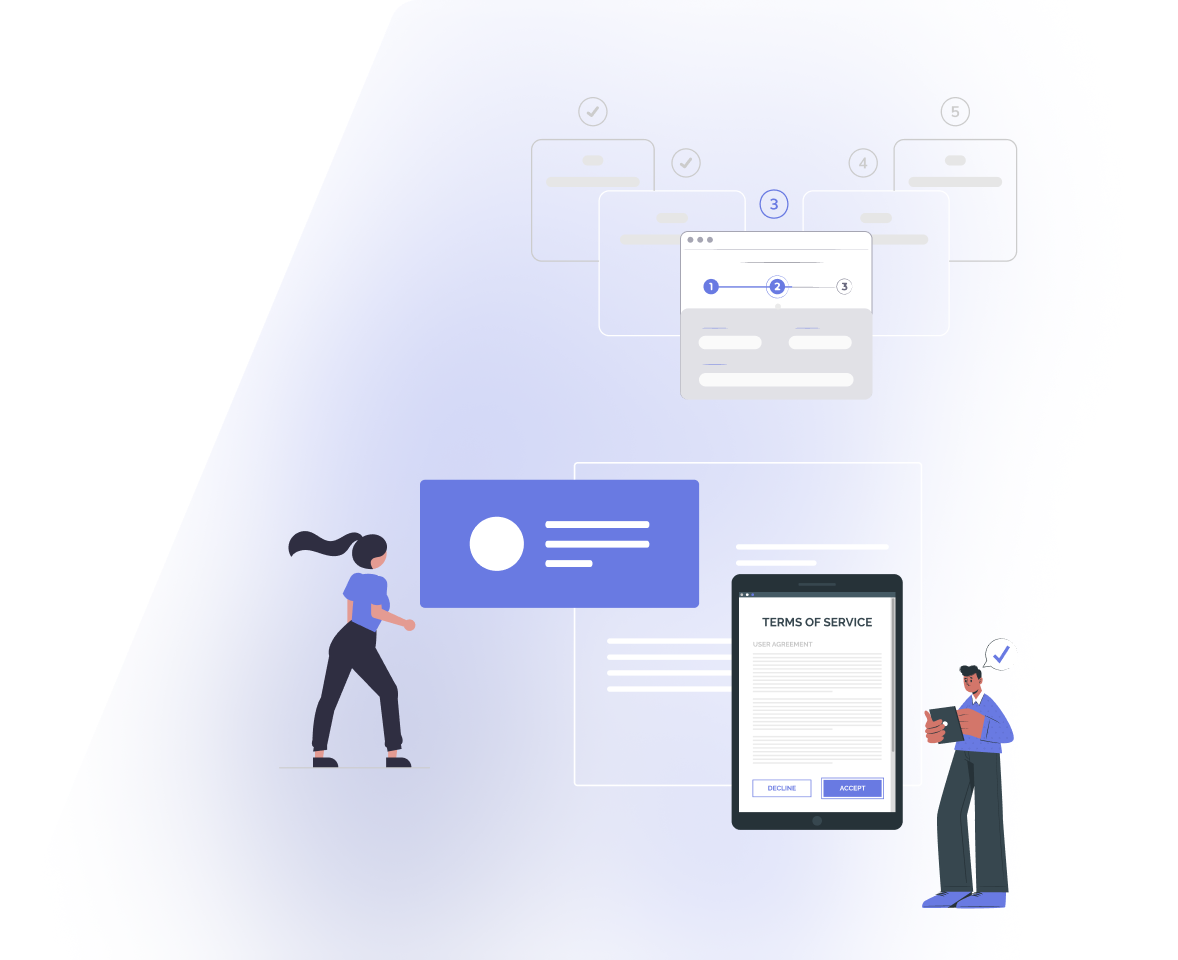 5
4
3
1 2 3
TERMS OF SERVICE
USER AGREEMENT
DECLINE ACCEPT